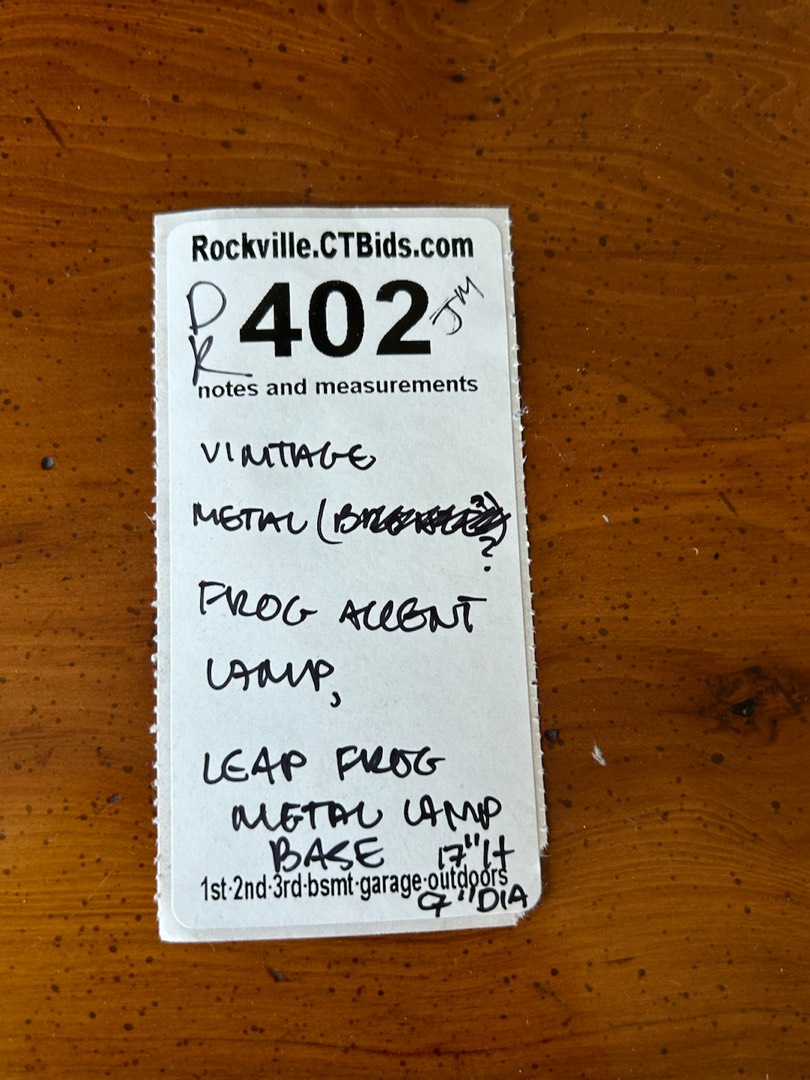 Rockville.CTBids.com
DR 402 JM
notes and measurements
VINTAGE
METAL (
?
FROG ACCENT
LAMP,
LEAP FROG
METAL LAMP
BASE 17"H
1st·2nd·3rd·bsmt·garage·outdoors
9"DIA